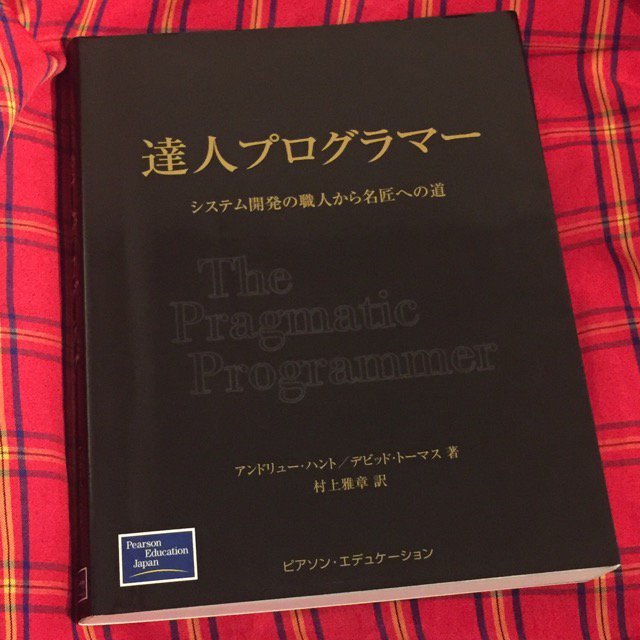 達人プログラマー
システム開発の職人から名匠への道
The
Pragmatic
Programmer
アンドリュー・ハント／デビッド・トーマス 著
村上雅章 訳
Pearson
Education
Japan
ピアソン・エデュケーション